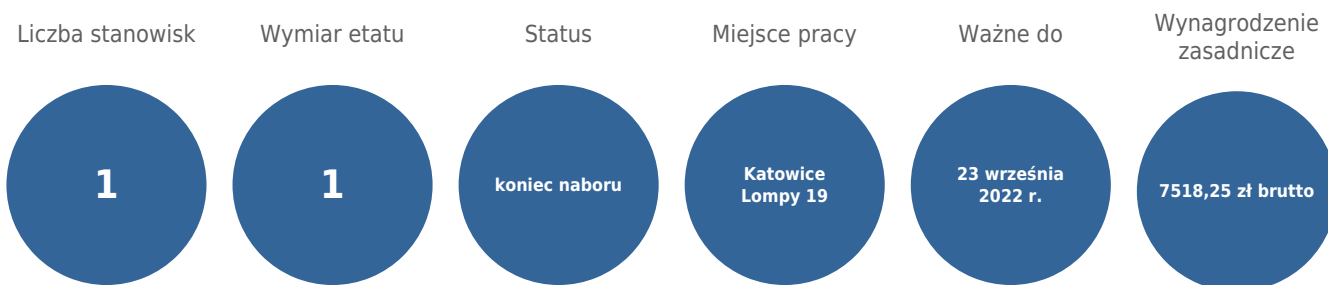 Liczba stanowisk
1
Wymiar etatu
1
Status
koniec naboru
Miejsce pracy
Katowice
Lompy 19
Ważne do
23 września
2022 r.
Wynagrodzenie
zasadnicze
7518,25 zł brutto